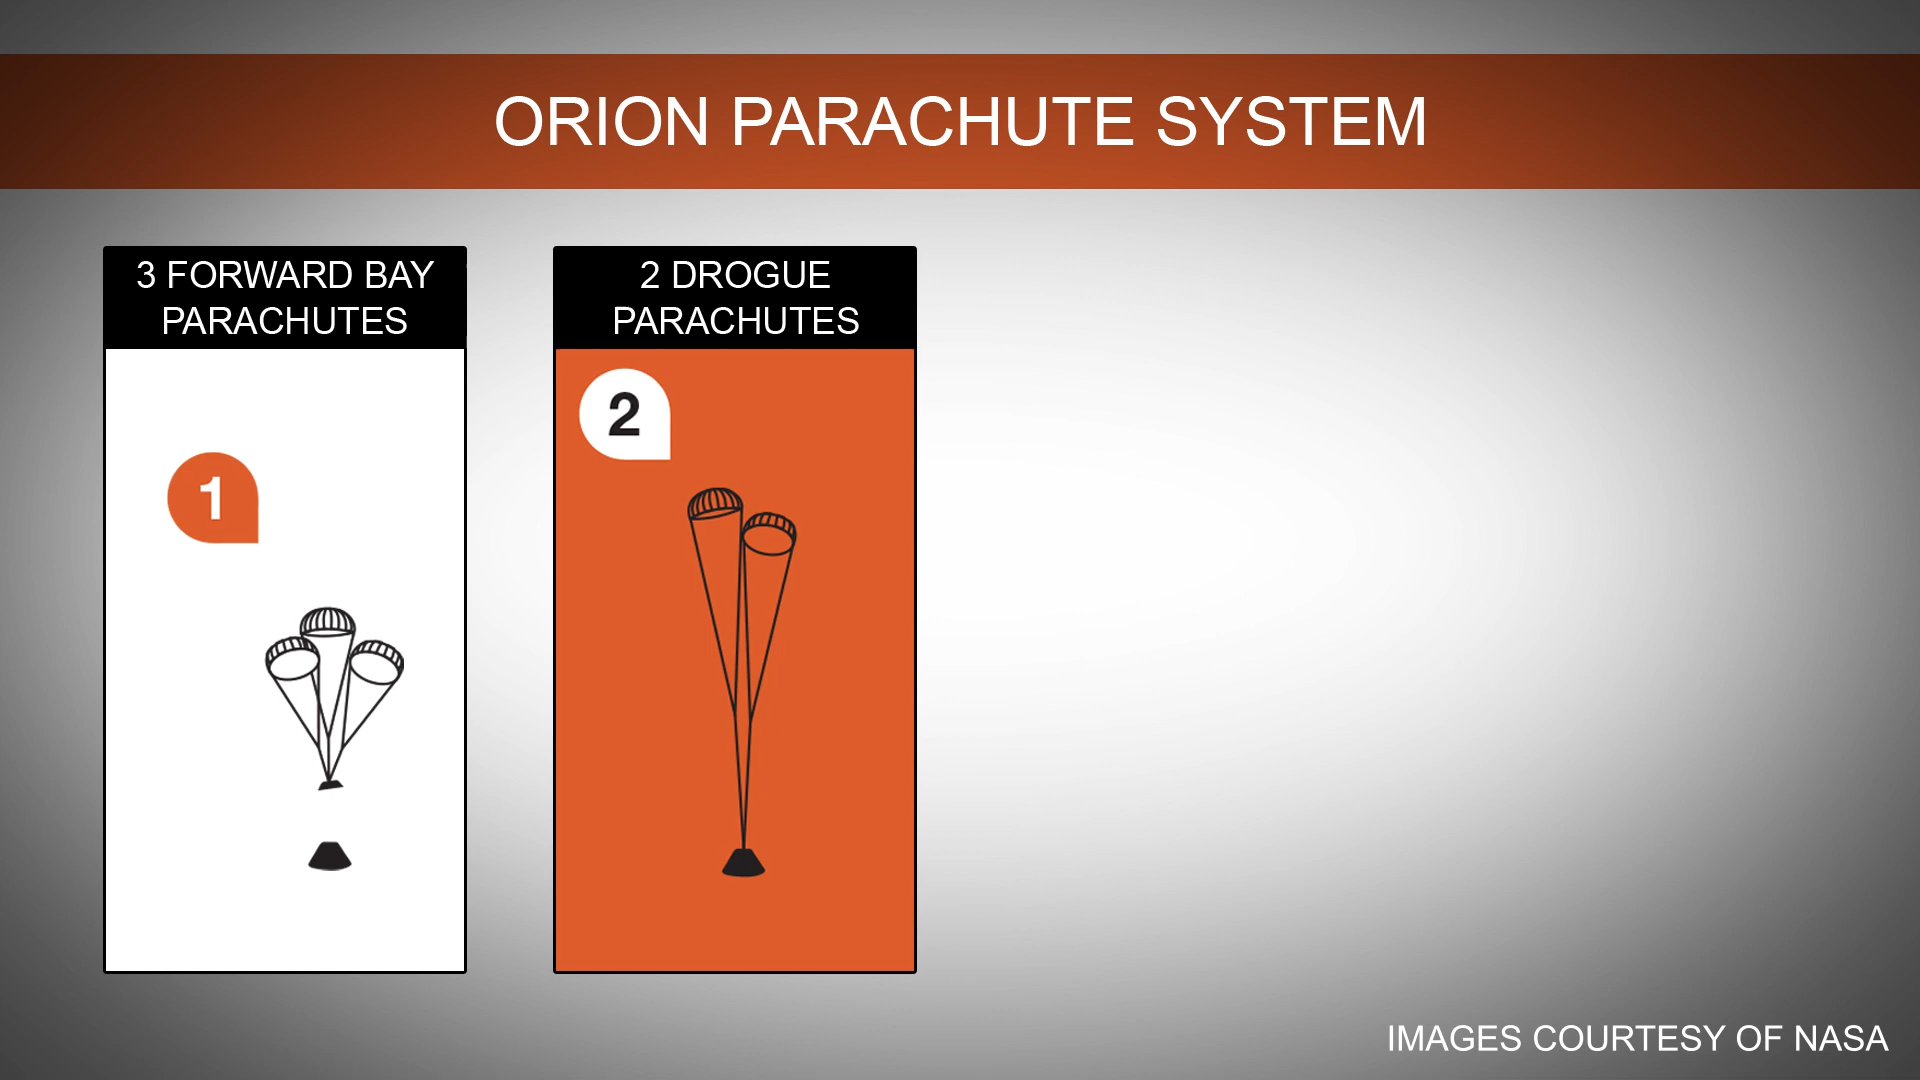 ORION PARACHUTE SYSTEM
3 FORWARD BAY
PARACHUTES
1
2 DROGUE
PARACHUTES
2
IMAGES COURTESY OF NASA